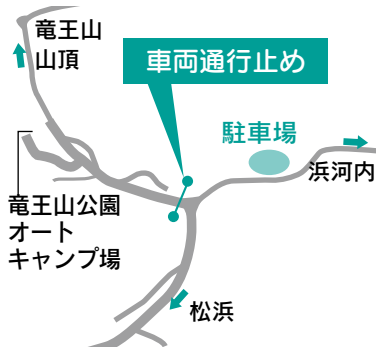 竜王山
山頂
車両通行止め
駐車場
浜河内
竜王山公園
オート
キャンプ場
松浜